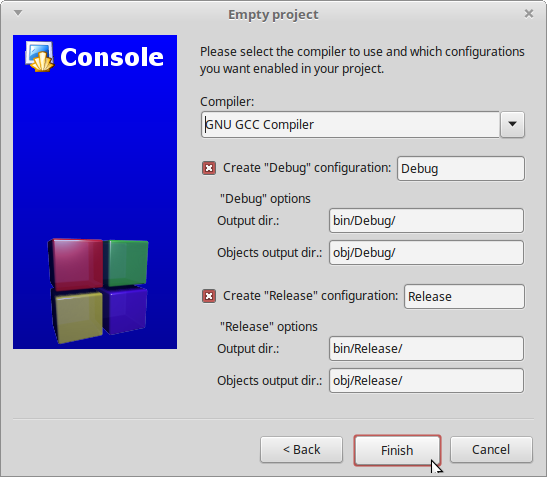 Empty project
Console
Please select the compiler to use and which configurations
you want enabled in your project.
Compiler:
GNU GCC Compiler
Create "Debug" configuration: Debug
"Debug" options
Output dir.: bin/Debug/
Objects output dir.: obj/Debug/
Create "Release" configuration: Release
"Release" options
Output dir.: bin/Release/
Objects output dir.: obj/Release/
< Back Finish Cancel